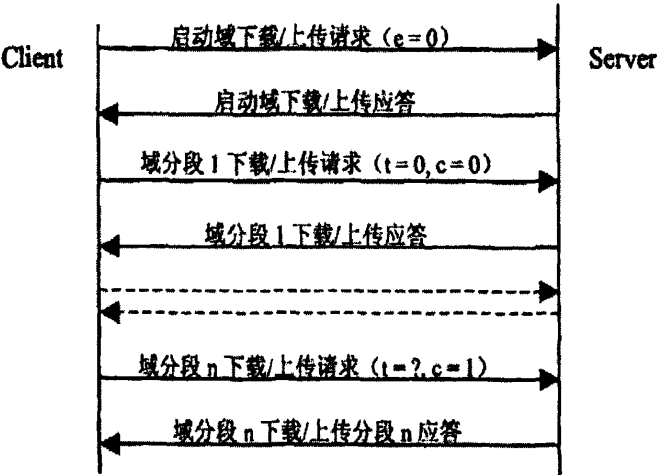 启动域下载/上传请求（e=0）
Client
Server
启动域下载/上传应答
域分段 1 下载/上传请求（t=0, c=0）
域分段 1 下载/上传应答
域分段 n 下载/上传请求（t=?, c=1）
域分段 n 下载/上传分段 n 应答